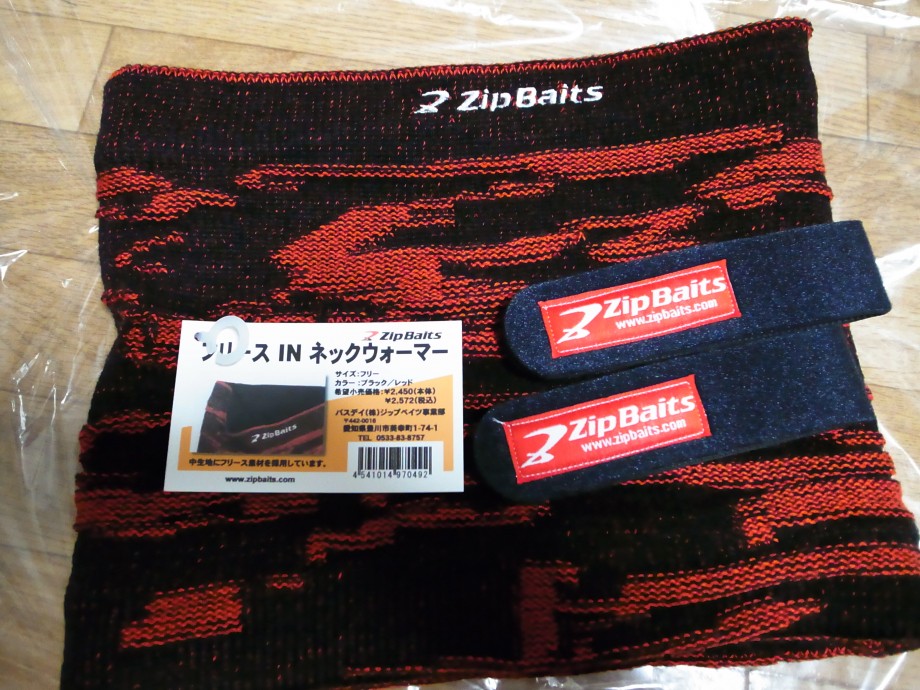 ZipBaits
ZipBaits
www.zipbaits.com
ZipBaits
www.zipbaits.com
ZipBaits
フリース IN ネックウォーマー
サイズ:フリー
カラー:ブラック/レッド
希望小売価格:¥2,450(本体)
¥2,572(税込)
バスデイ(株)ジップベイツ事業部
〒442-0018
愛知県豊川市美幸町1-74-1
TEL 0533-83-8757
ZipBaits
中生地にフリース素材を採用しています。
www.zipbaits.com
4 541014 970492